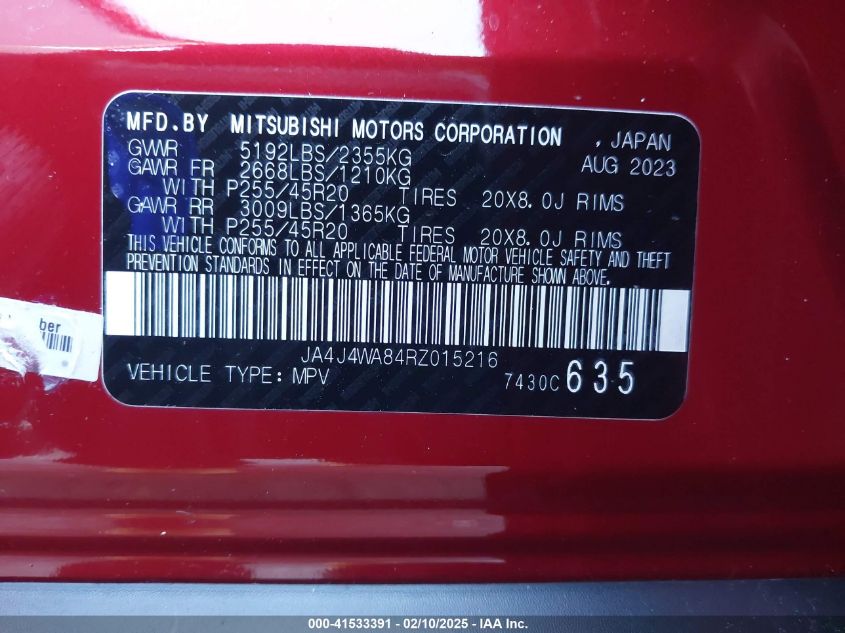 MFD.BY MITSUBISHI MOTORS CORPORATION , JAPAN
GVWR 5192LBS/2355KG AUG 2023
GAWR FR 2668LBS/1210KG
WITH P255/45R20 TIRES 20X8.0J RIMS
GAWR RR 3009LBS/1365KG
WITH P255/45R20 TIRES 20X8.0J RIMS
THIS VEHICLE CONFORMS TO ALL APPLICABLE FEDERAL MOTOR VEHICLE SAFETY AND THEFT
PREVENTION STANDARDS IN EFFECT ON THE DATE OF MANUFACTURE SHOWN ABOVE.
ber
JA4J4WA84RZ015216
VEHICLE TYPE: MPV 7430C 635
000-41533391 - 02/10/2025 - IAA Inc.